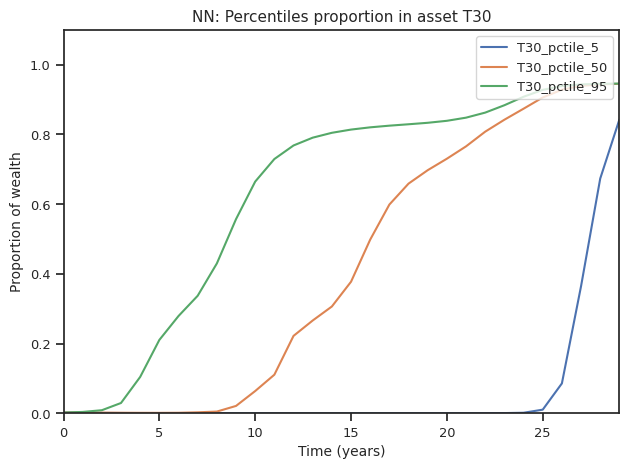 NN: Percentiles proportion in asset T30
T30_pctile_5
T30_pctile_50
T30_pctile_95
Proportion of wealth
1.0
0.8
0.6
0.4
0.2
0.0
0 5 10 15 20 25
Time (years)